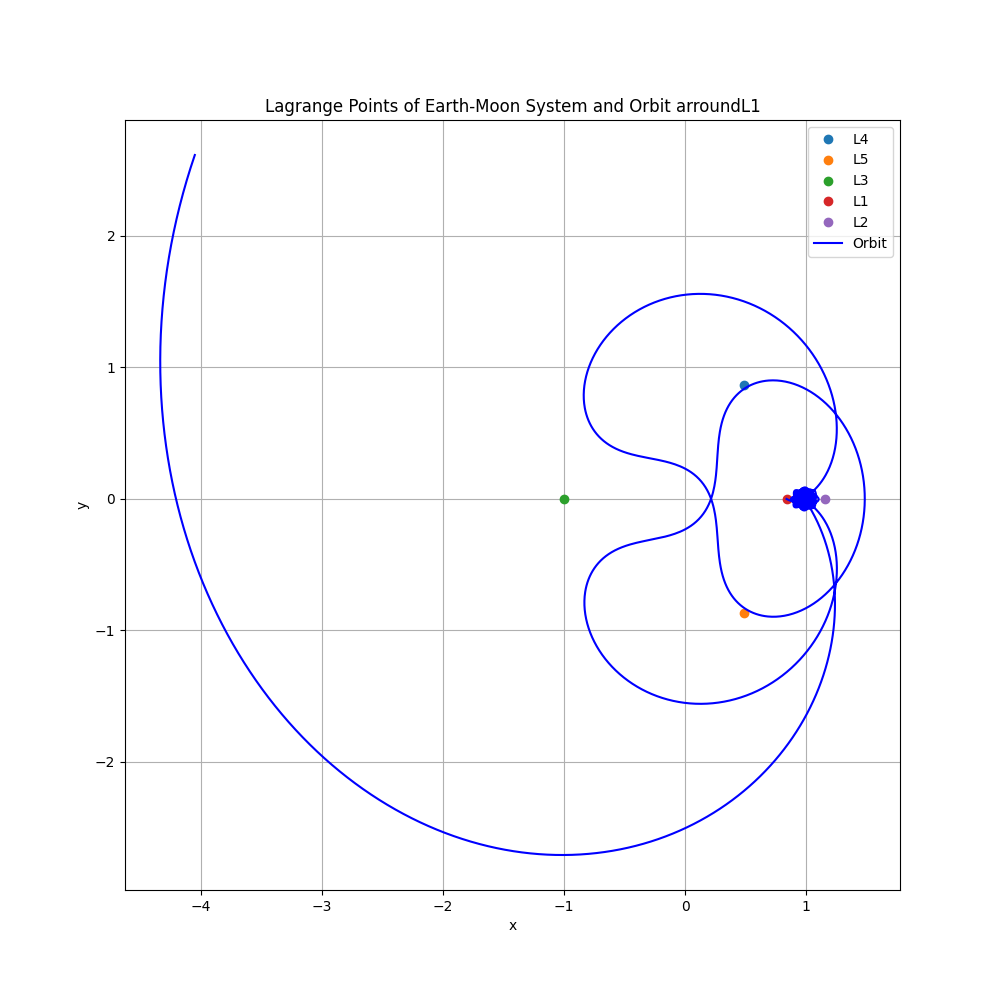 Lagrange Points of Earth-Moon System and Orbit arroundL1
L4
L5
L3
L1
L2
Orbit
2
1
0
−1
−2
y
−4 −3 −2 −1 0 1
x